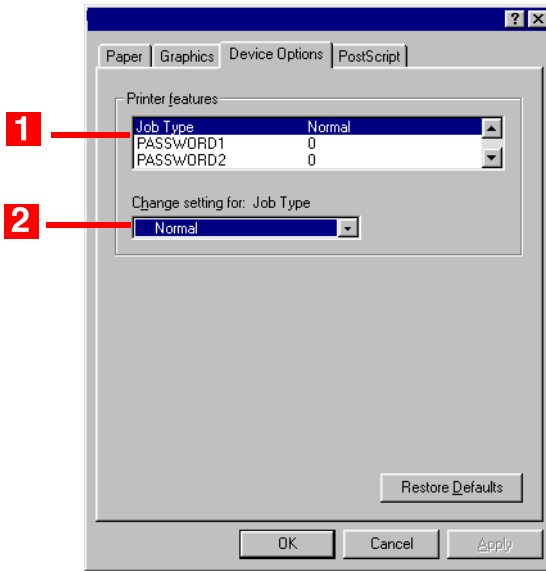 ? X
Paper Graphics Device Options PostScript
Printer features
1
Job Type Normal
PASSWORD1 0
PASSWORD2 0
Change setting for: Job Type
2
Normal
Restore Defaults
OK Cancel Apply